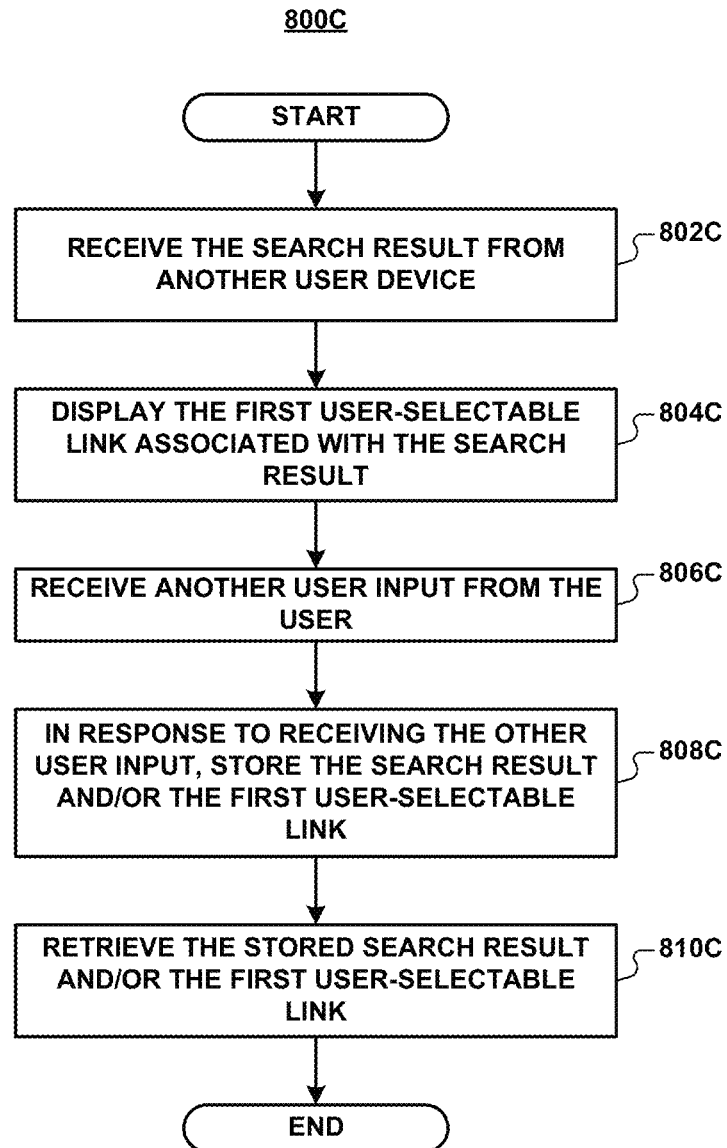 800C
START
RECEIVE THE SEARCH RESULT FROM
ANOTHER USER DEVICE
802C
DISPLAY THE FIRST USER-SELECTABLE
LINK ASSOCIATED WITH THE SEARCH
RESULT
804C
RECEIVE ANOTHER USER INPUT FROM THE
USER
806C
IN RESPONSE TO RECEIVING THE OTHER
USER INPUT, STORE THE SEARCH RESULT
AND/OR THE FIRST USER-SELECTABLE
LINK
808C
RETRIEVE THE STORED SEARCH RESULT
AND/OR THE FIRST USER-SELECTABLE
LINK
810C
END